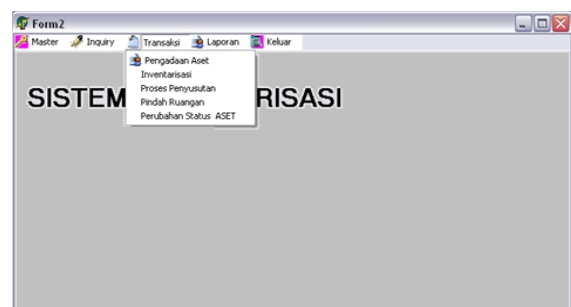 Form2
Master Inquiry Transaksi Laporan Keluar
Pengadaan Aset
Inventarisasi
Proses Penyusutan
Pindah Ruangan
Perubahan Status ASET
SISTEM RISASI